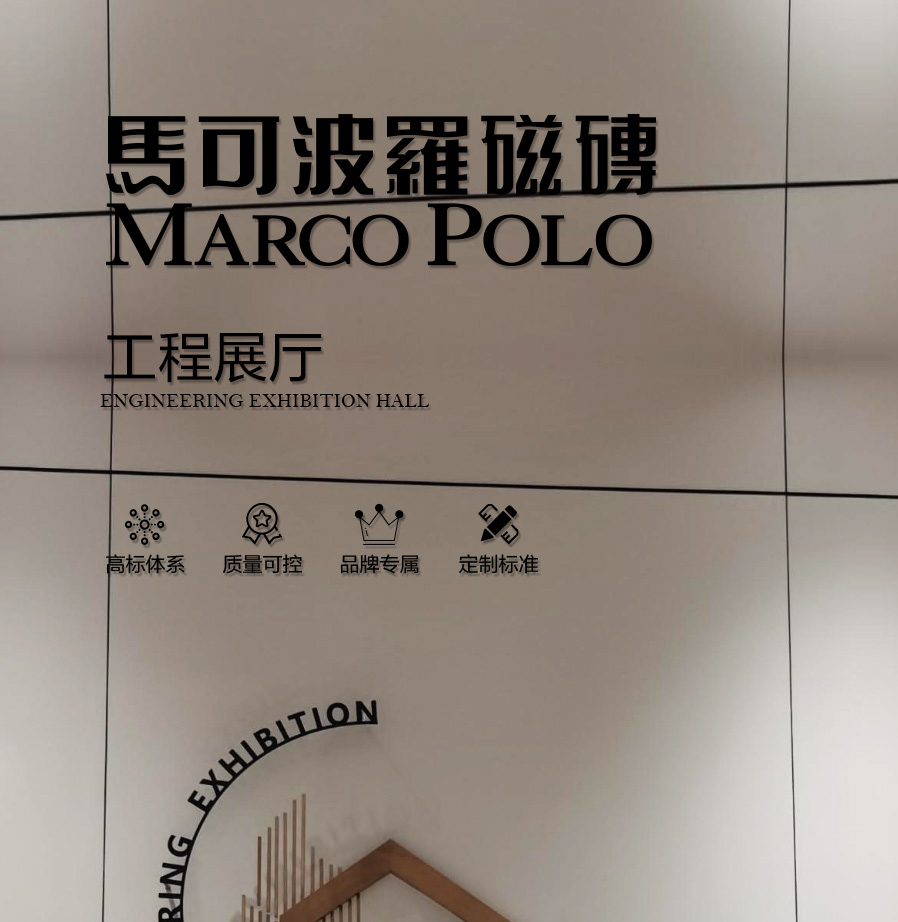 馬可波羅磁磚
MARCO POLO
工程展厅
ENGINEERING EXHIBITION HALL
高标体系 质量可控 品牌专属 定制标准
RING EXHIBITION